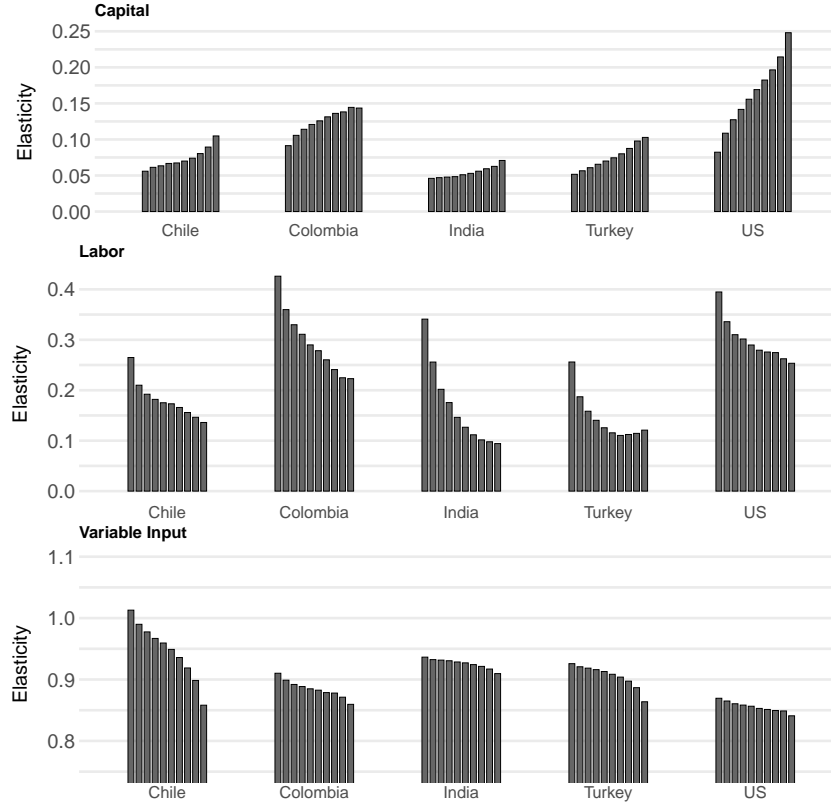 Capital
Elasticity
0.25
0.20
0.15
0.10
0.05
0.00
Chile Colombia India Turkey US
Labor
Elasticity
0.4
0.3
0.2
0.1
0.0
Chile Colombia India Turkey US
Variable Input
Elasticity
1.1
1.0
0.9
0.8
Chile Colombia India Turkey US